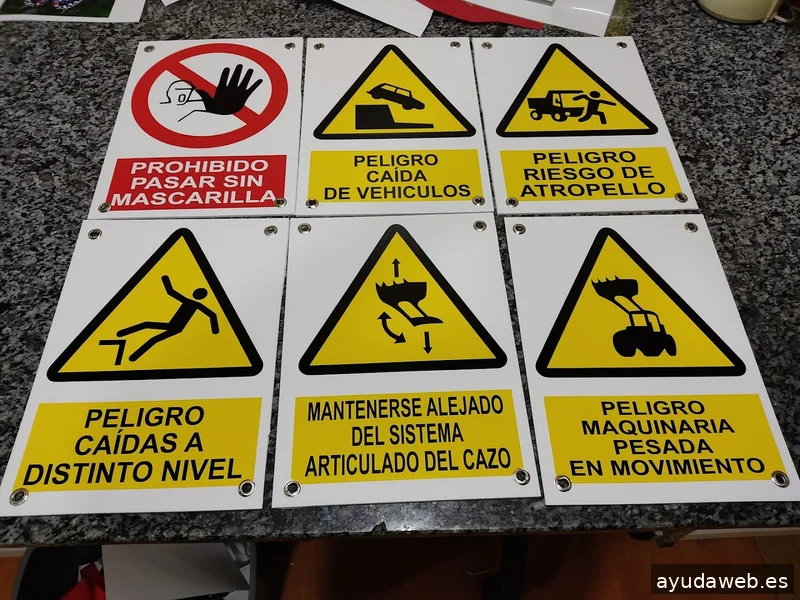 PROHIBIDO
PASAR SIN
MASCARILLA
PELIGRO
CAÍDA
DE VEHICULOS
PELIGRO
RIESGO DE
ATROPELLO
PELIGRO
CAÍDAS A
DISTINTO NIVEL
MANTENERSE ALEJADO
DEL SISTEMA
ARTICULADO DEL CAZO
PELIGRO
MAQUINARIA
PESADA
EN MOVIMIENTO
ayudaweb.es